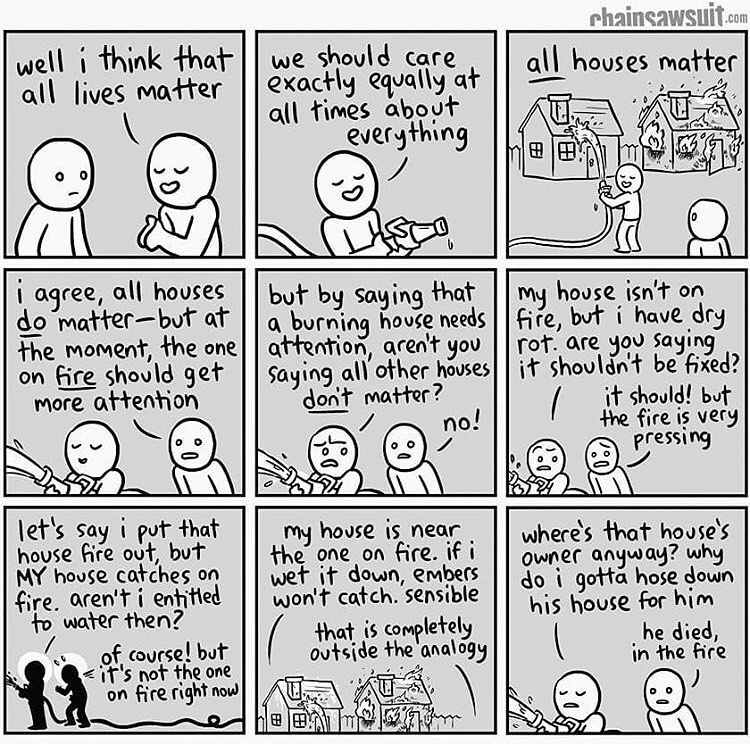 chainsawsuit.com
well i think that
all lives matter
we should care
exactly equally at
all times about
everything
all houses matter
i agree, all houses
do matter—but at
the moment, the one
on fire should get
more attention
but by saying that
a burning house needs
attention, aren't you
saying all other houses
don't matter?
no!
my house isn't on
fire, but i have dry
rot. are you saying
it shouldn't be fixed?
it should! but
the fire is very
pressing
let's say i put that
house fire out, but
MY house catches on
fire. aren't i entitled
to water then?
of course! but
it's not the one
on fire right now
my house is near
the one on fire. if i
wet it down, embers
won't catch. sensible
that is completely
outside the analogy
where's that house's
owner anyway? why
do i gotta hose down
his house for him
he died,
in the fire